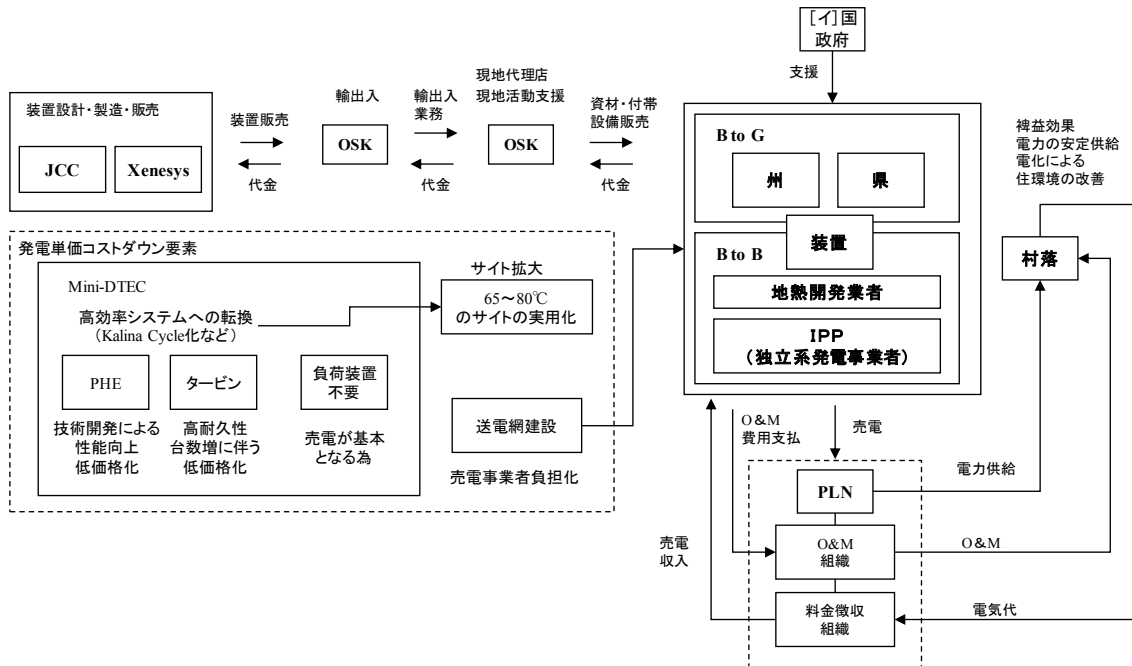 [イ]国
政府
支援
装置設計・製造・販売
JCC
Xenesys
装置販売
代金
輸出入
OSK
輸出入
業務
代金
現地代理店
現地活動支援
OSK
資材・付帯
設備販売
代金
B to G
州
県
装置
B to B
地熱開発業者
IPP
（独立系発電事業者）
裨益効果
電力の安定供給
電化による
住環境の改善
村落
発電単価コストダウン要素
Mini-DTEC
高効率システムへの転換
（Kalina Cycle化など）
PHE
技術開発による
性能向上
低価格化
タービン
高耐久性
台数増に伴う
低価格化
負荷装置
不要
売電が基本
となる為
サイト拡大
65～80℃
のサイトの実用化
送電網建設
売電事業者負担化
O&M
費用支払
売電
PLN
電力供給
売電
収入
O&M
組織
O&M
料金徴収
組織
電気代